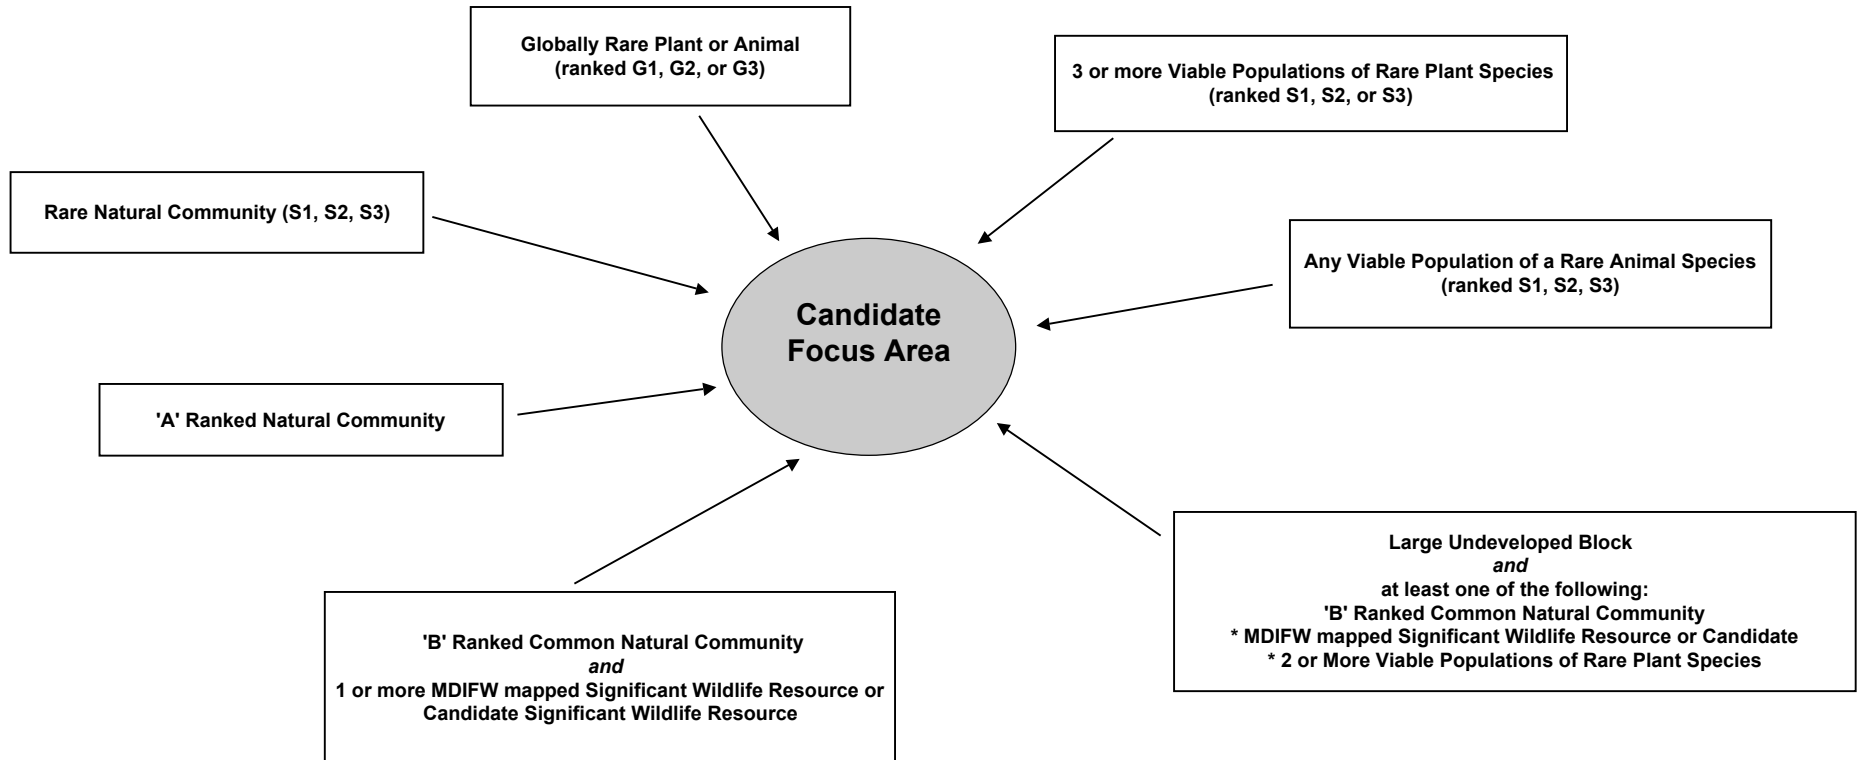 Globally Rare Plant or Animal
(ranked G1, G2, or G3)
3 or more Viable Populations of Rare Plant Species
(ranked S1, S2, or S3)
Rare Natural Community (S1, S2, S3)
Any Viable Population of a Rare Animal Species
(ranked S1, S2, S3)
Candidate
Focus Area
'A' Ranked Natural Community
'B' Ranked Common Natural Community
and
1 or more MDIFW mapped Significant Wildlife Resource or
Candidate Significant Wildlife Resource
Large Undeveloped Block
and
at least one of the following:
'B' Ranked Common Natural Community
* MDIFW mapped Significant Wildlife Resource or Candidate
* 2 or More Viable Populations of Rare Plant Species